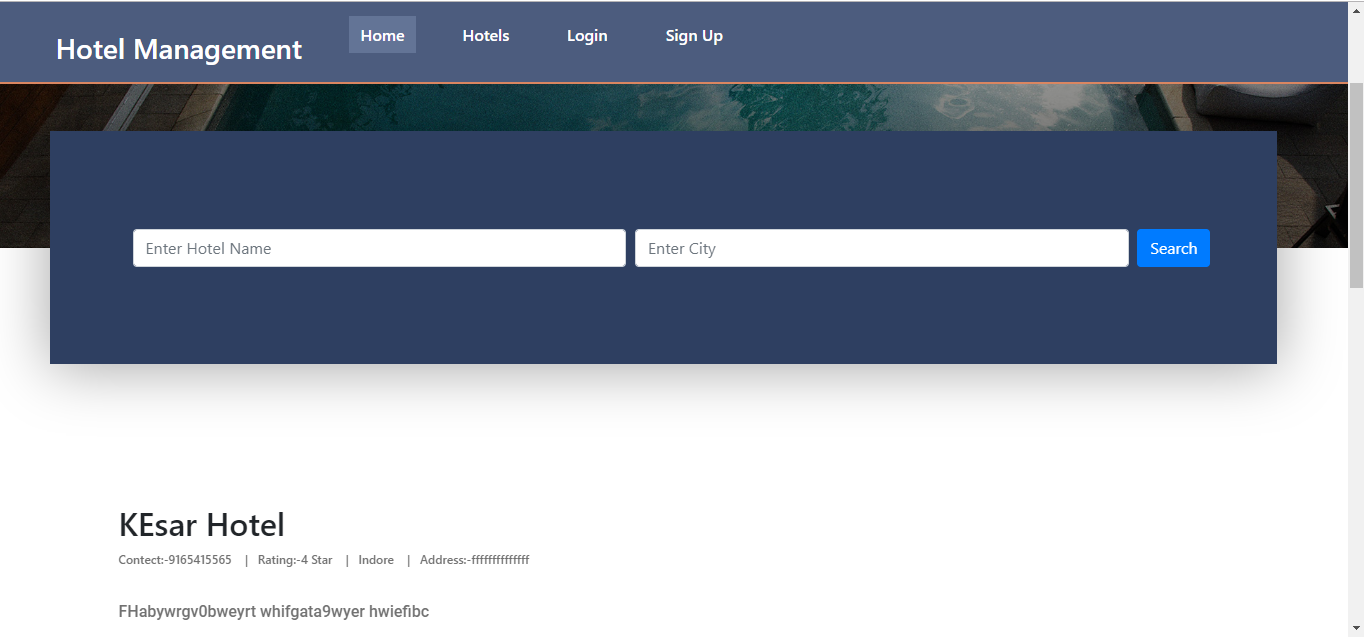 Hotel Management
Home Hotels Login Sign Up
Enter Hotel Name Enter City Search
KEsar Hotel
Contect:-9165415565 | Rating:-4 Star | Indore | Address:-ffffffffffffff
FHabywrgv0bweyrt whifgata9wyer hwiefibc